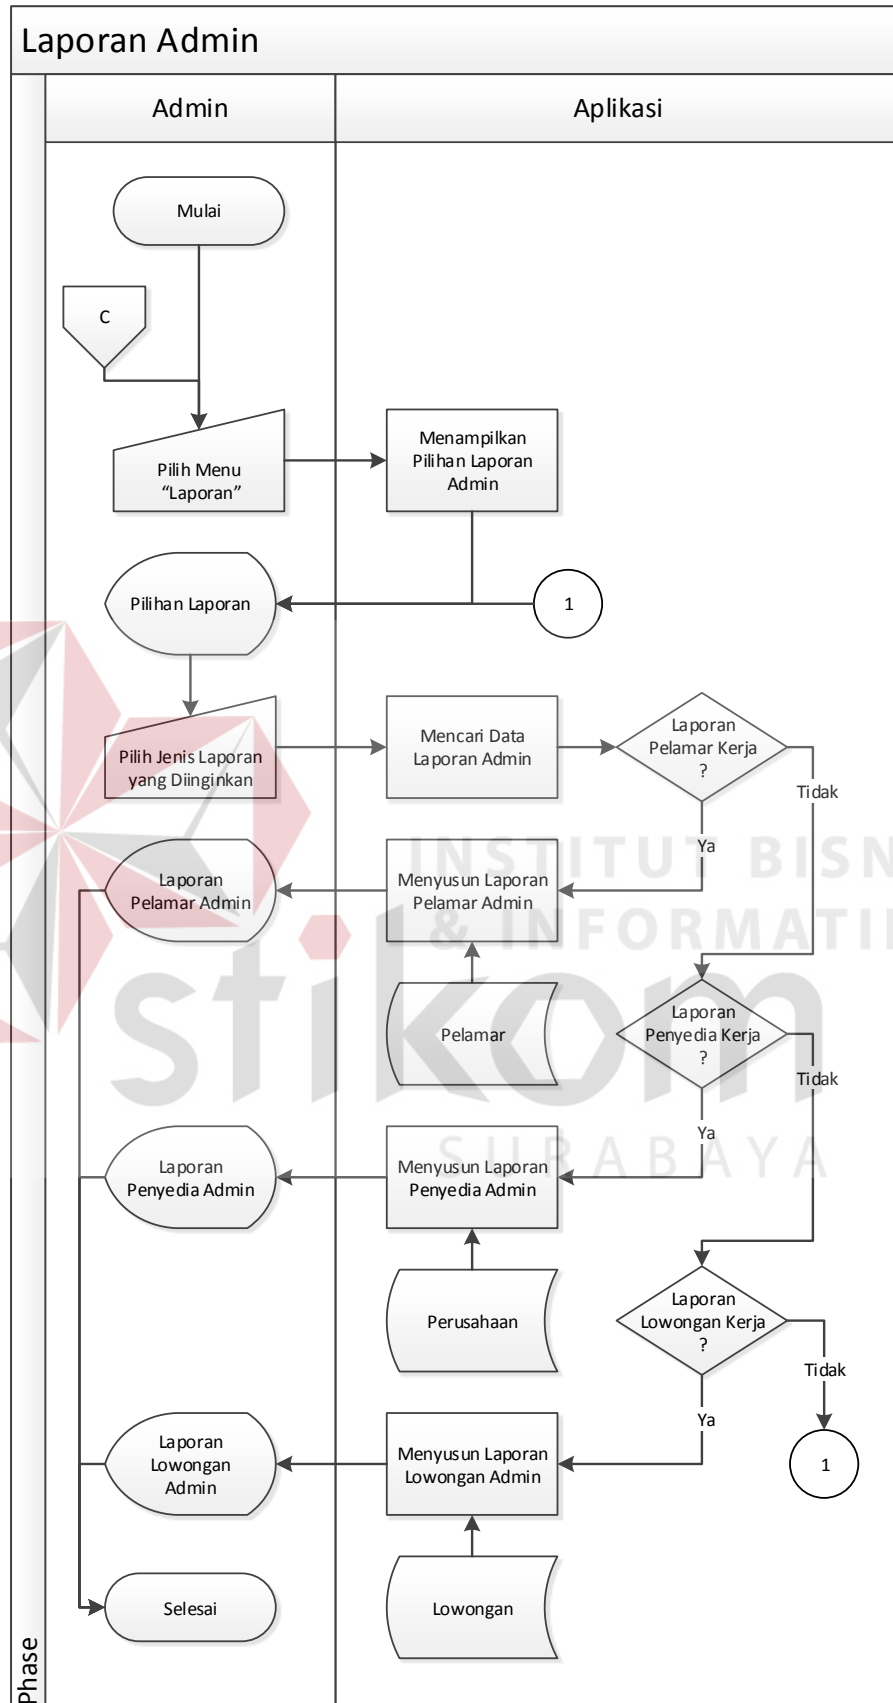 Laporan Admin
Admin
Aplikasi
Mulai
C
Pilih Menu
“Laporan”
Menampilkan
Pilihan Laporan
Admin
Pilihan Laporan
1
Pilih Jenis Laporan
yang Diinginkan
Mencari Data
Laporan Admin
Laporan
Pelamar Kerja
?
Tidak
Ya
Laporan
Pelamar Admin
Menyusun Laporan
Pelamar Admin
INSTITUT BISN
& INFORMATI
stikom
SURABAYA
Pelamar
Laporan
Penyedia Kerja
?
Tidak
Ya
Laporan
Penyedia Admin
Menyusun Laporan
Penyedia Admin
Perusahaan
Laporan
Lowongan Kerja
?
Tidak
Ya
Laporan
Lowongan
Admin
Menyusun Laporan
Lowongan Admin
1
Selesai
Lowongan
Phase